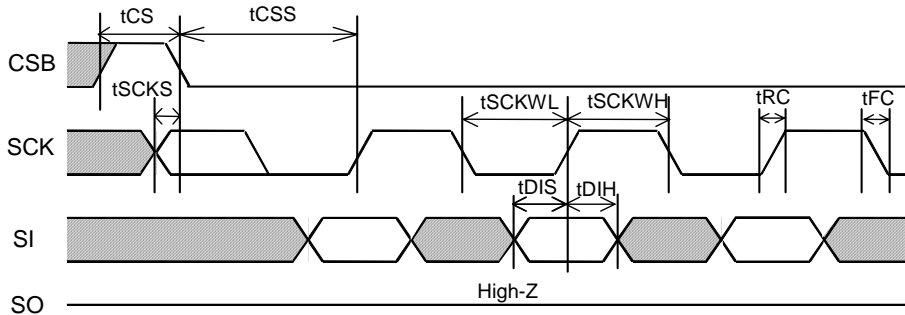 tCS
tCSS
CSB
tSCKS
tSCKWL
tSCKWH
tRC
tFC
SCK
tDIS
tDIH
SI
High-Z
SO